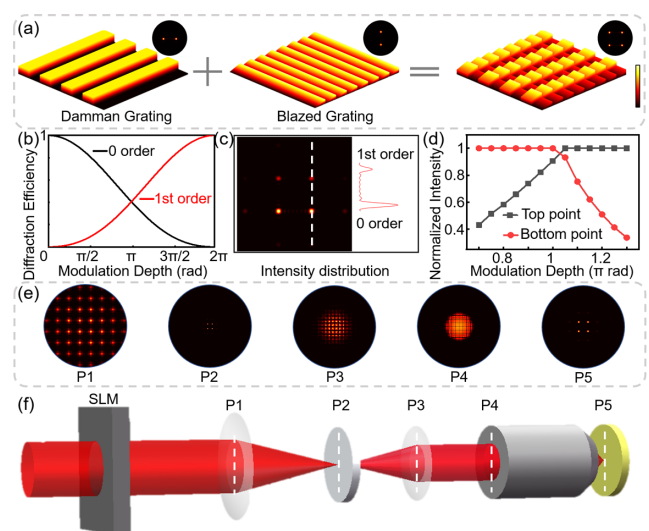 (a)
Damman Grating
Blazed Grating
(b)
Diffraction Efficiency
1
0 order
1st order
0
0
π/2
π
3π/2
2π
Modulation Depth (rad)
(c)
1st order
0 order
Intensity distribution
(d)
Normalized Intensity
1
0.8
0.6
0.4
Top point
Bottom point
0.8
1
1.2
Modulation Depth (π rad)
(e)
P1
P2
P3
P4
P5
(f)
SLM
P1
P2
P3
P4
P5